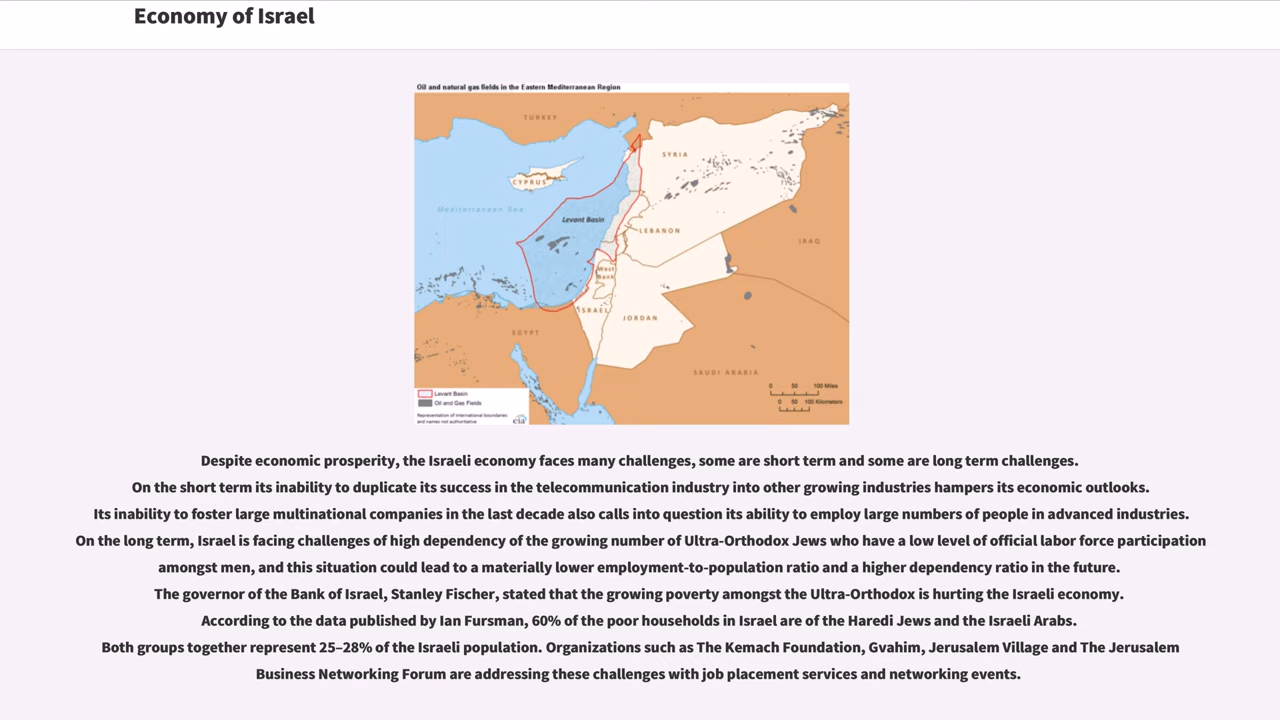 Economy of Israel
Oil and natural gas fields in the Eastern Mediterranean Region
TURKEY
SYRIA
CYPRUS
Mediterranean Sea
Levant Basin
LEBANON
IRAQ
West
Bank
ISRAEL
JORDAN
EGYPT
SAUDI ARABIA
0 50 100 Miles
0 50 100 Kilometers
Levant Basin
Oil and Gas Fields
Representation of international boundaries
and names not authoritative
eia
Despite economic prosperity, the Israeli economy faces many challenges, some are short term and some are long term challenges.
On the short term its inability to duplicate its success in the telecommunication industry into other growing industries hampers its economic outlooks.
Its inability to foster large multinational companies in the last decade also calls into question its ability to employ large numbers of people in advanced industries.
On the long term, Israel is facing challenges of high dependency of the growing number of Ultra-Orthodox Jews who have a low level of official labor force participation
amongst men, and this situation could lead to a materially lower employment-to-population ratio and a higher dependency ratio in the future.
The governor of the Bank of Israel, Stanley Fischer, stated that the growing poverty amongst the Ultra-Orthodox is hurting the Israeli economy.
According to the data published by Ian Fursman, 60% of the poor households in Israel are of the Haredi Jews and the Israeli Arabs.
Both groups together represent 25–28% of the Israeli population. Organizations such as The Kemach Foundation, Gvahim, Jerusalem Village and The Jerusalem
Business Networking Forum are addressing these challenges with job placement services and networking events.